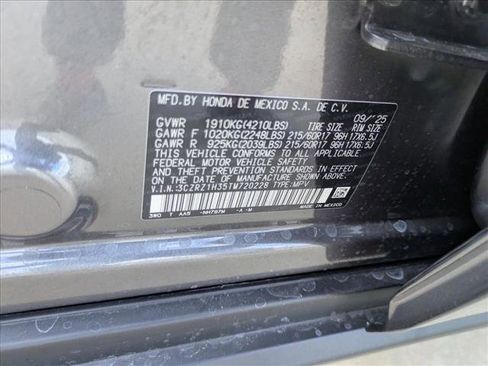 MFD.BY HONDA DE MEXICO S.A. DE C.V. 09/'25
GVWR 1910KG(4210LBS) TIRE SIZE RIM SIZE
GAWR F 1020KG(2248LBS) 215/60R17 96H 17X6.5J
GAWR R 925KG(2039LBS) 215/60R17 96H 17X6.5J
THIS VEHICLE CONFORMS TO ALL APPLICABLE
FEDERAL MOTOR VEHICLE SAFETY
AND THEFT PREVENTION STANDARDS IN EFFECT ON THE
DATE OF MANUFACTURE SHOWN ABOVE.
V.I.N.:3CZRZ1H35TM720228 TYPE:MPV
T AA5 -NH797M -A -M
MADE IN MEXICO